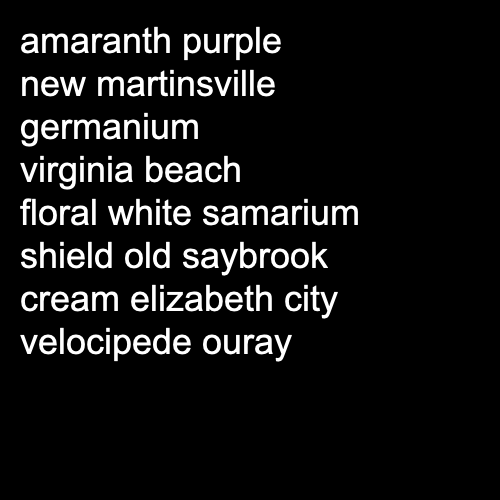 amaranth purple
new martinsville
germanium
virginia beach
floral white samarium
shield old saybrook
cream elizabeth city
velocipede ouray